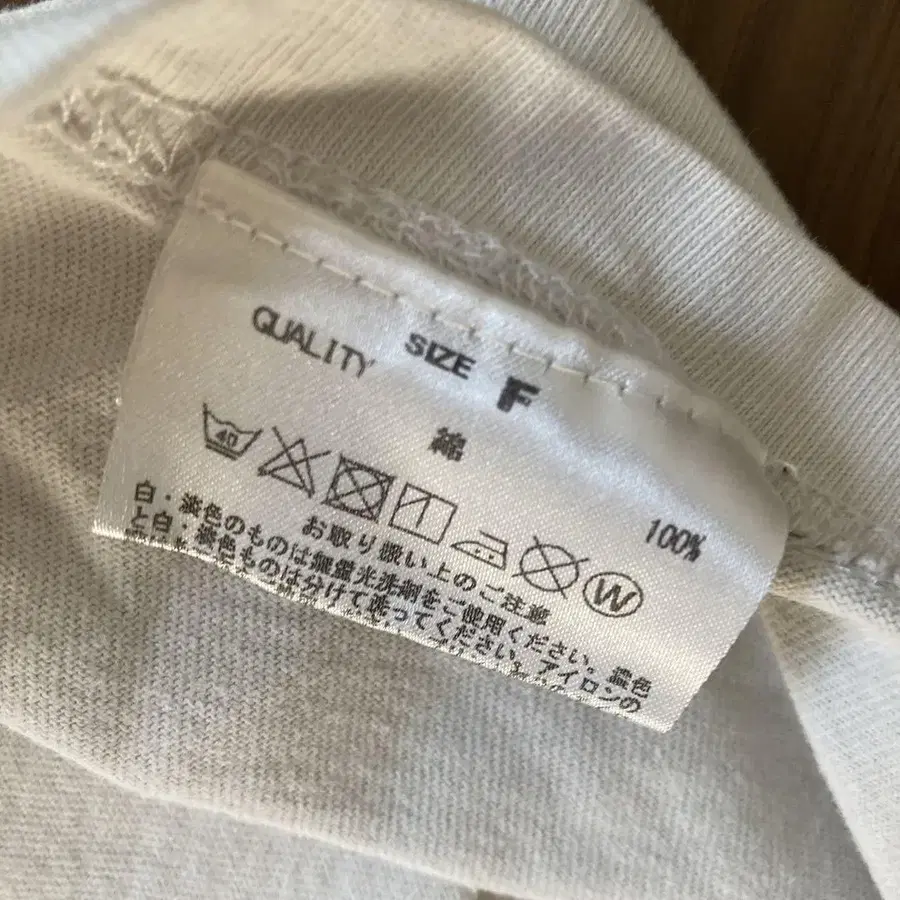 QUALITY SIZE F
綿 100%
40
W
お取り扱い上のご注意
白・淡色のものは無蛍光洗剤をご使用ください。濃色
と白・淡色ものは分けて洗ってください。アイロンの